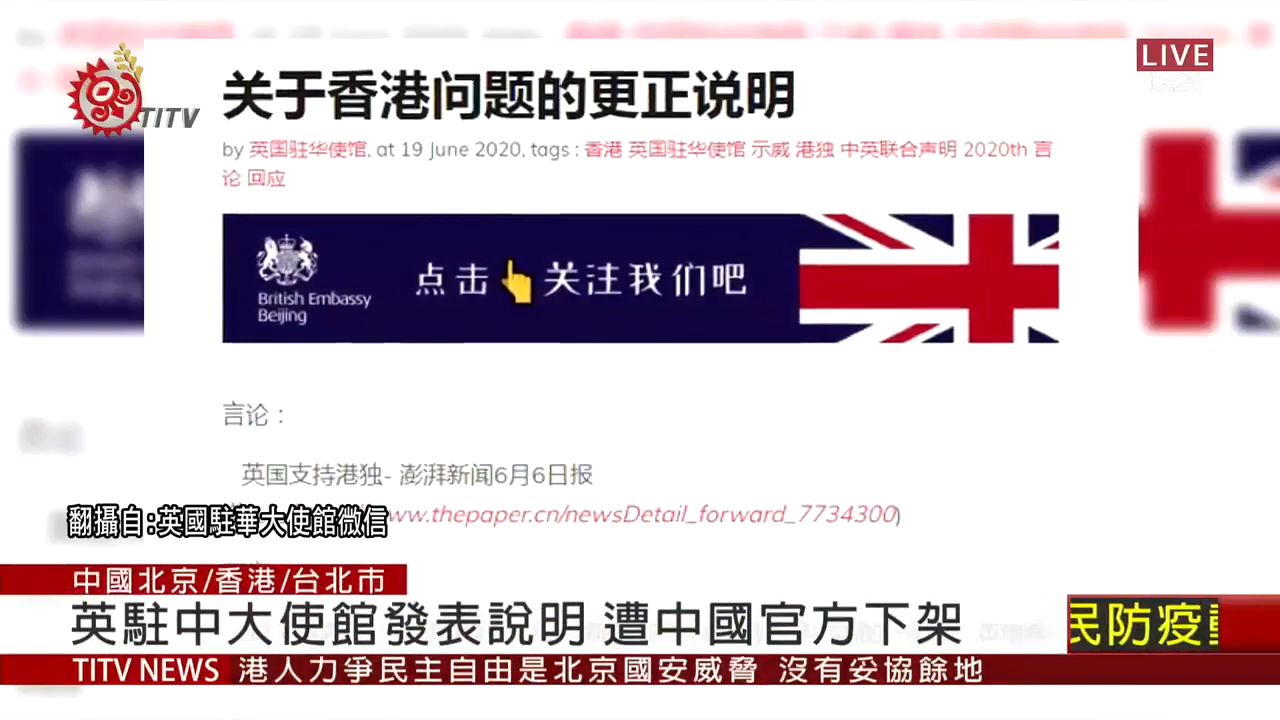 关于香港问题的更正说明
LIVE
TITV
by 英国驻华使馆, at 19 June 2020, tags : 香港 英国驻华使馆 示威 港独 中英联合声明 2020th 言
论 回应
点击 关注我们吧
British Embassy
Beijing
言论：
英国支持港独- 澎湃新闻6月6日报
ww.thepaper.cn/newsDetail_forward_7734300)
翻攝自:英國駐華大使館微信
中國北京/香港/台北市
英駐中大使館發表說明 遭中國官方下架
民防疫
TITV NEWS 港人力爭民主自由是北京國安威脅 沒有妥協餘地